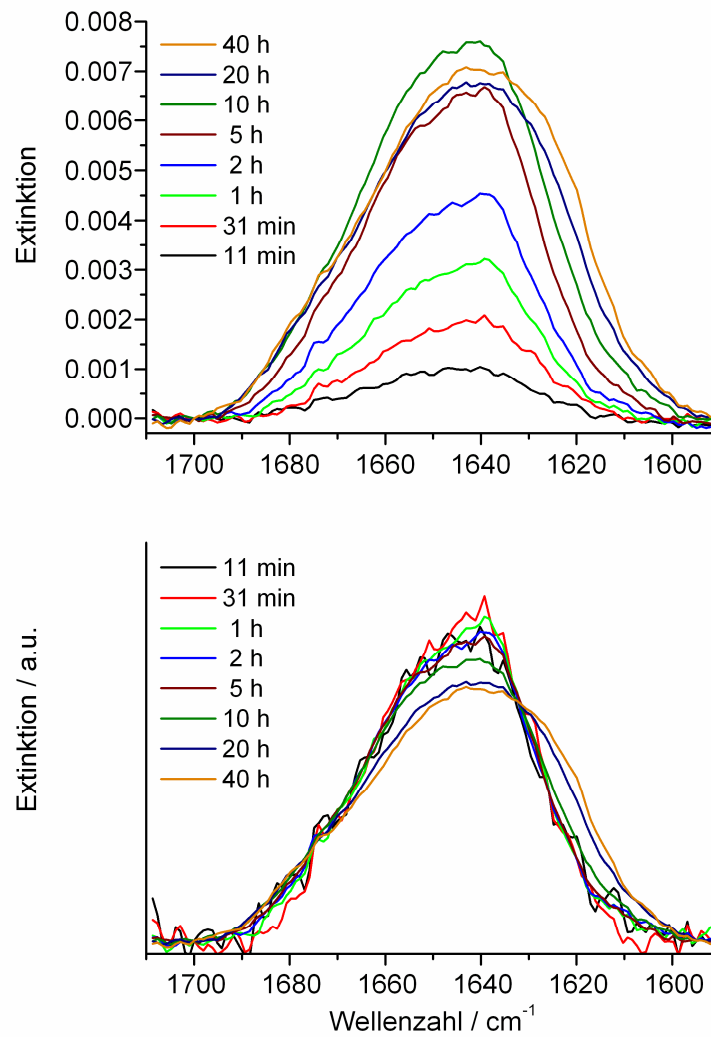 0.008
0.007
0.006
0.005
0.004
0.003
0.002
0.001
0.000
Extinktion
40 h
20 h
10 h
5 h
2 h
1 h
31 min
11 min
1700 1680 1660 1640 1620 1600
Extinktion / a.u.
11 min
31 min
1 h
2 h
5 h
10 h
20 h
40 h
1700 1680 1660 1640 1620 1600
Wellenzahl / cm⁻¹